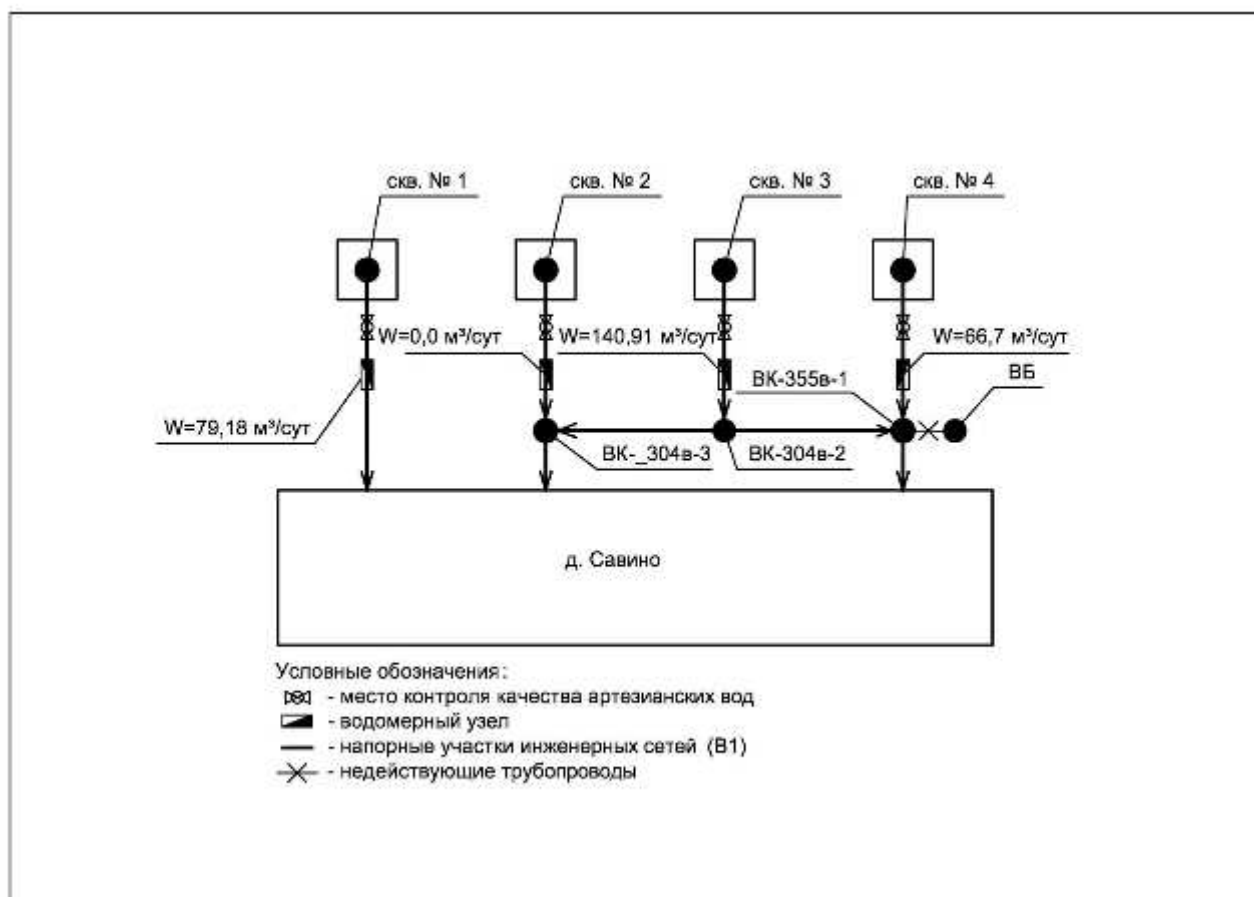 скв. № 1
скв. № 2
скв. № 3
скв. № 4
W=0,0 м³/сут
W=140,91 м³/сут
W=66,7 м³/сут
ВК-355в-1
ВБ
W=79,18 м³/сут
ВК-_304в-3
ВК-304в-2
д. Савино
Условные обозначения:
- место контроля качества артезианских вод
- водомерный узел
- напорные участки инженерных сетей (В1)
- недействующие трубопроводы